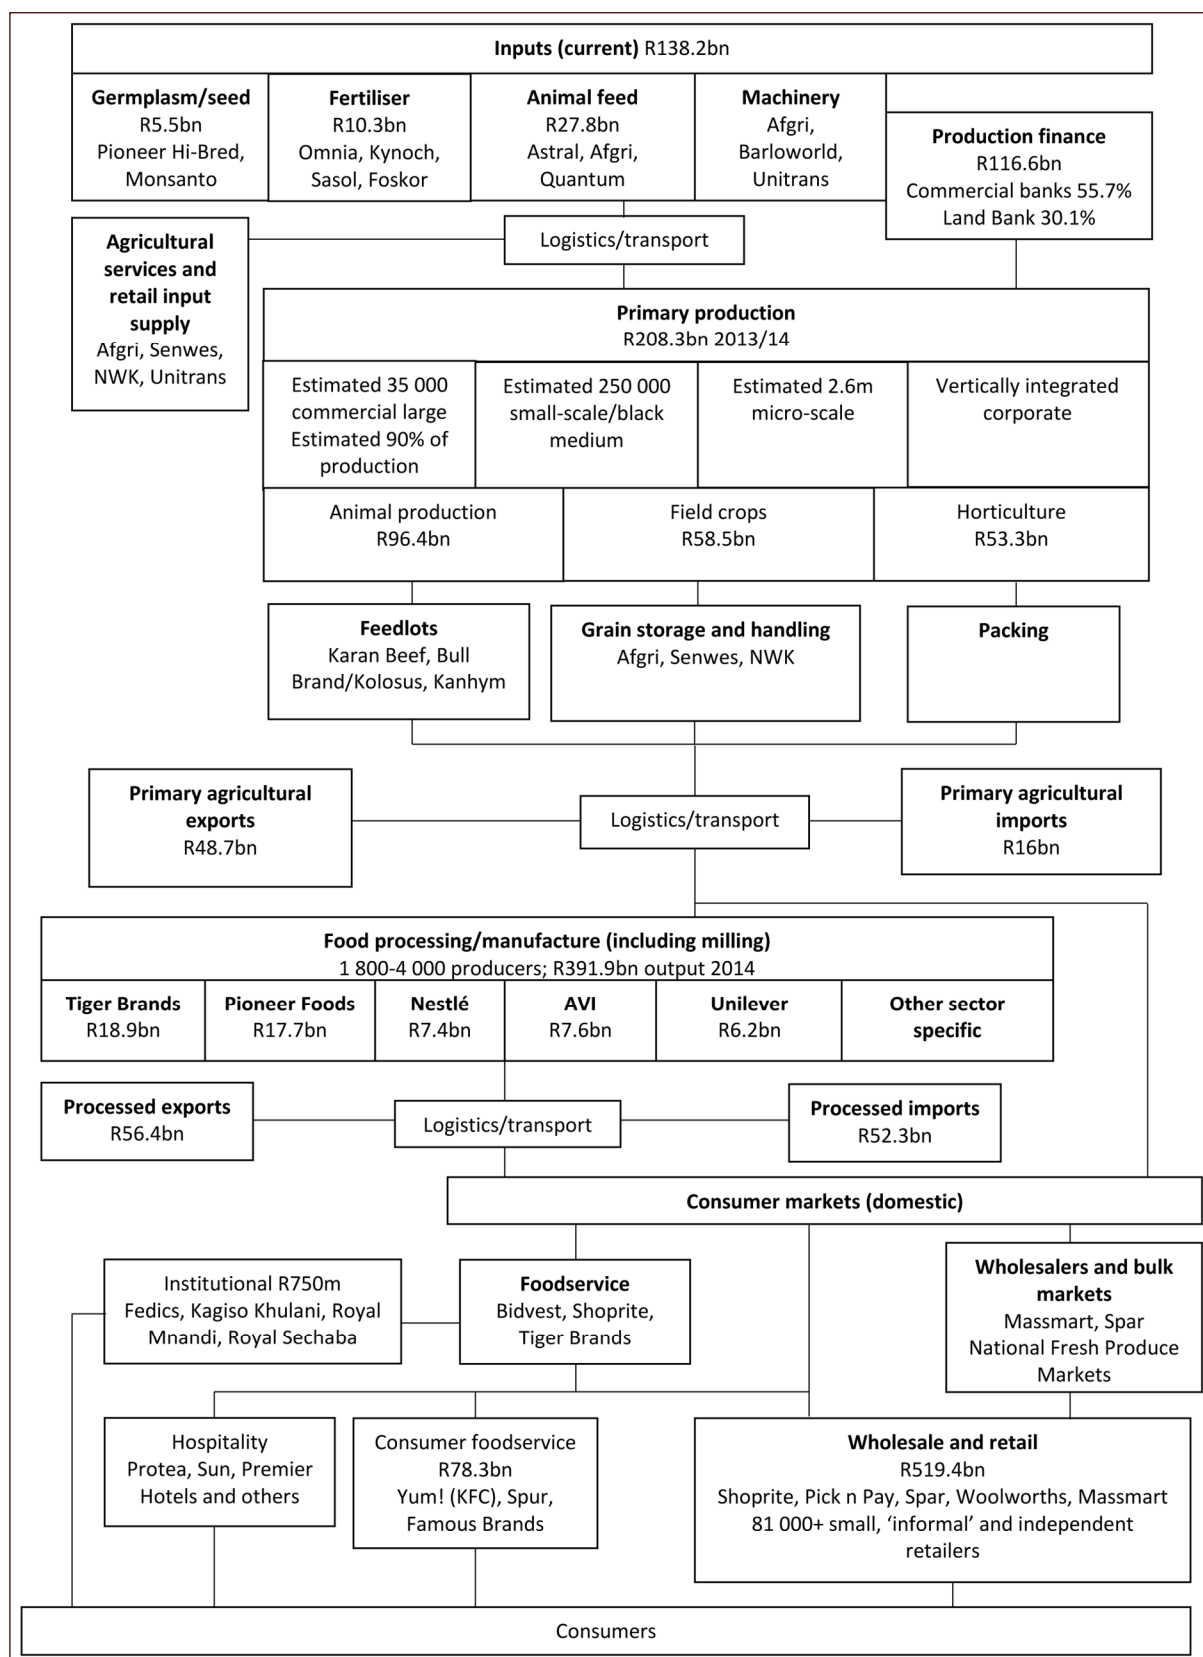 Inputs (current) R138.2bn
Germplasm/seed
R5.5bn
Pioneer Hi-Bred,
Monsanto
Fertiliser
R10.3bn
Omnia, Kynoch,
Sasol, Foskor
Animal feed
R27.8bn
Astral, Afgri,
Quantum
Machinery
Afgri,
Barloworld,
Unitrans
Production finance
R116.6bn
Commercial banks 55.7%
Land Bank 30.1%
Agricultural
services and
retail input
supply
Afgri, Senwes,
NWK, Unitrans
Logistics/transport
Primary production
R208.3bn 2013/14
Estimated 35 000
commercial large
Estimated 90% of
production
Estimated 250 000
small-scale/black
medium
Estimated 2.6m
micro-scale
Vertically integrated
corporate
Animal production
R96.4bn
Field crops
R58.5bn
Horticulture
R53.3bn
Feedlots
Karan Beef, Bull
Brand/Kolosus, Kanhym
Grain storage and handling
Afgri, Senwes, NWK
Packing
Primary agricultural
exports
R48.7bn
Logistics/transport
Primary agricultural
imports
R16bn
Food processing/manufacture (including milling)
1 800-4 000 producers; R391.9bn output 2014
Tiger Brands
R18.9bn
Pioneer Foods
R17.7bn
Nestlé
R7.4bn
AVI
R7.6bn
Unilever
R6.2bn
Other sector
specific
Processed exports
R56.4bn
Logistics/transport
Processed imports
R52.3bn
Consumer markets (domestic)
Institutional R750m
Fedics, Kagiso Khulani, Royal
Mnandi, Royal Sechaba
Foodservice
Bidvest, Shoprite,
Tiger Brands
Wholesalers and bulk
markets
Massmart, Spar
National Fresh Produce
Markets
Hospitality
Protea, Sun, Premier
Hotels and others
Consumer foodservice
R78.3bn
Yum! (KFC), Spur,
Famous Brands
Wholesale and retail
R519.4bn
Shoprite, Pick n Pay, Spar, Woolworths, Massmart
81 000+ small, ‘informal’ and independent
retailers
Consumers